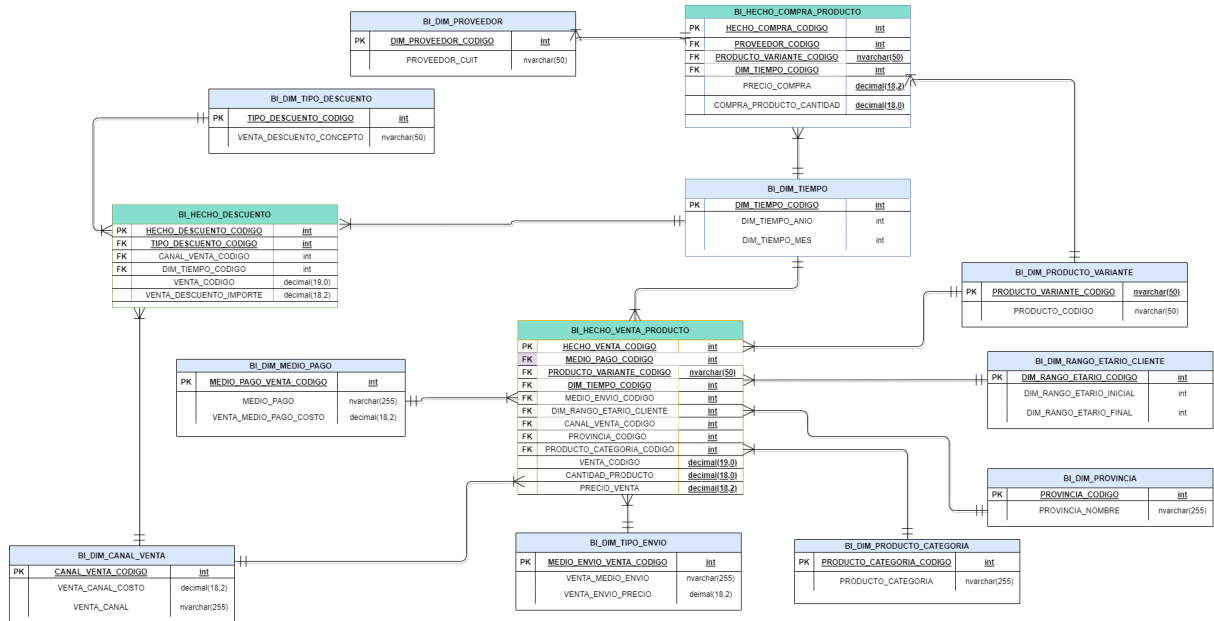 BI_DIM_PROVEEDOR
PK DIM_PROVEEDOR_CODIGO int
PROVEEDOR_CUIT nvarchar(50)
BI_HECHO_COMPRA_PRODUCTO
PK HECHO_COMPRA_CODIGO int
FK PROVEEDOR_CODIGO int
FK PRODUCTO_VARIANTE_CODIGO nvarchar(50)
FK DIM_TIEMPO_CODIGO int
PRECIO_COMPRA decimal(18,2)
COMPRA_PRODUCTO_CANTIDAD decimal(18,0)
BI_DIM_TIPO_DESCUENTO
PK TIPO_DESCUENTO_CODIGO int
VENTA_DESCUENTO_CONCEPTO nvarchar(50)
BI_DIM_TIEMPO
PK DIM_TIEMPO_CODIGO int
DIM_TIEMPO_ANIO int
DIM_TIEMPO_MES int
BI_HECHO_DESCUENTO
PK HECHO_DESCUENTO_CODIGO int
FK TIPO_DESCUENTO_CODIGO int
FK CANAL_VENTA_CODIGO int
FK DIM_TIEMPO_CODIGO int
VENTA_CODIGO decimal(19,0)
VENTA_DESCUENTO_IMPORTE decimal(18,2)
BI_DIM_PRODUCTO_VARIANTE
PK PRODUCTO_VARIANTE_CODIGO nvarchar(50)
PRODUCTO_CODIGO nvarchar(50)
BI_HECHO_VENTA_PRODUCTO
PK HECHO_VENTA_CODIGO int
FK MEDIO_PAGO_CODIGO int
FK PRODUCTO_VARIANTE_CODIGO nvarchar(50)
FK DIM_TIEMPO_CODIGO int
FK MEDIO_ENVIO_CODIGO int
FK DIM_RANGO_ETARIO_CLIENTE int
FK CANAL_VENTA_CODIGO int
FK PROVINCIA_CODIGO int
FK PRODUCTO_CATEGORIA_CODIGO int
VENTA_CODIGO decimal(19,0)
CANTIDAD_PRODUCTO decimal(18,0)
PRECIO_VENTA decimal(18,2)
BI_DIM_MEDIO_PAGO
PK MEDIO_PAGO_VENTA_CODIGO int
MEDIO_PAGO nvarchar(255)
VENTA_MEDIO_PAGO_COSTO decimal(18,2)
BI_DIM_RANGO_ETARIO_CLIENTE
PK DIM_RANGO_ETARIO_CODIGO int
DIM_RANGO_ETARIO_INICIAL int
DIM_RANGO_ETARIO_FINAL int
BI_DIM_PROVINCIA
PK PROVINCIA_CODIGO int
PROVINCIA_NOMBRE nvarchar(255)
BI_DIM_CANAL_VENTA
PK CANAL_VENTA_CODIGO int
VENTA_CANAL_COSTO decimal(18,2)
VENTA_CANAL nvarchar(255)
BI_DIM_TIPO_ENVIO
PK MEDIO_ENVIO_VENTA_CODIGO int
VENTA_MEDIO_ENVIO nvarchar(255)
VENTA_ENVIO_PRECIO deimal(18,2)
BI_DIM_PRODUCTO_CATEGORIA
PK PRODUCTO_CATEGORIA_CODIGO int
PRODUCTO_CATEGORIA nvarchar(255)